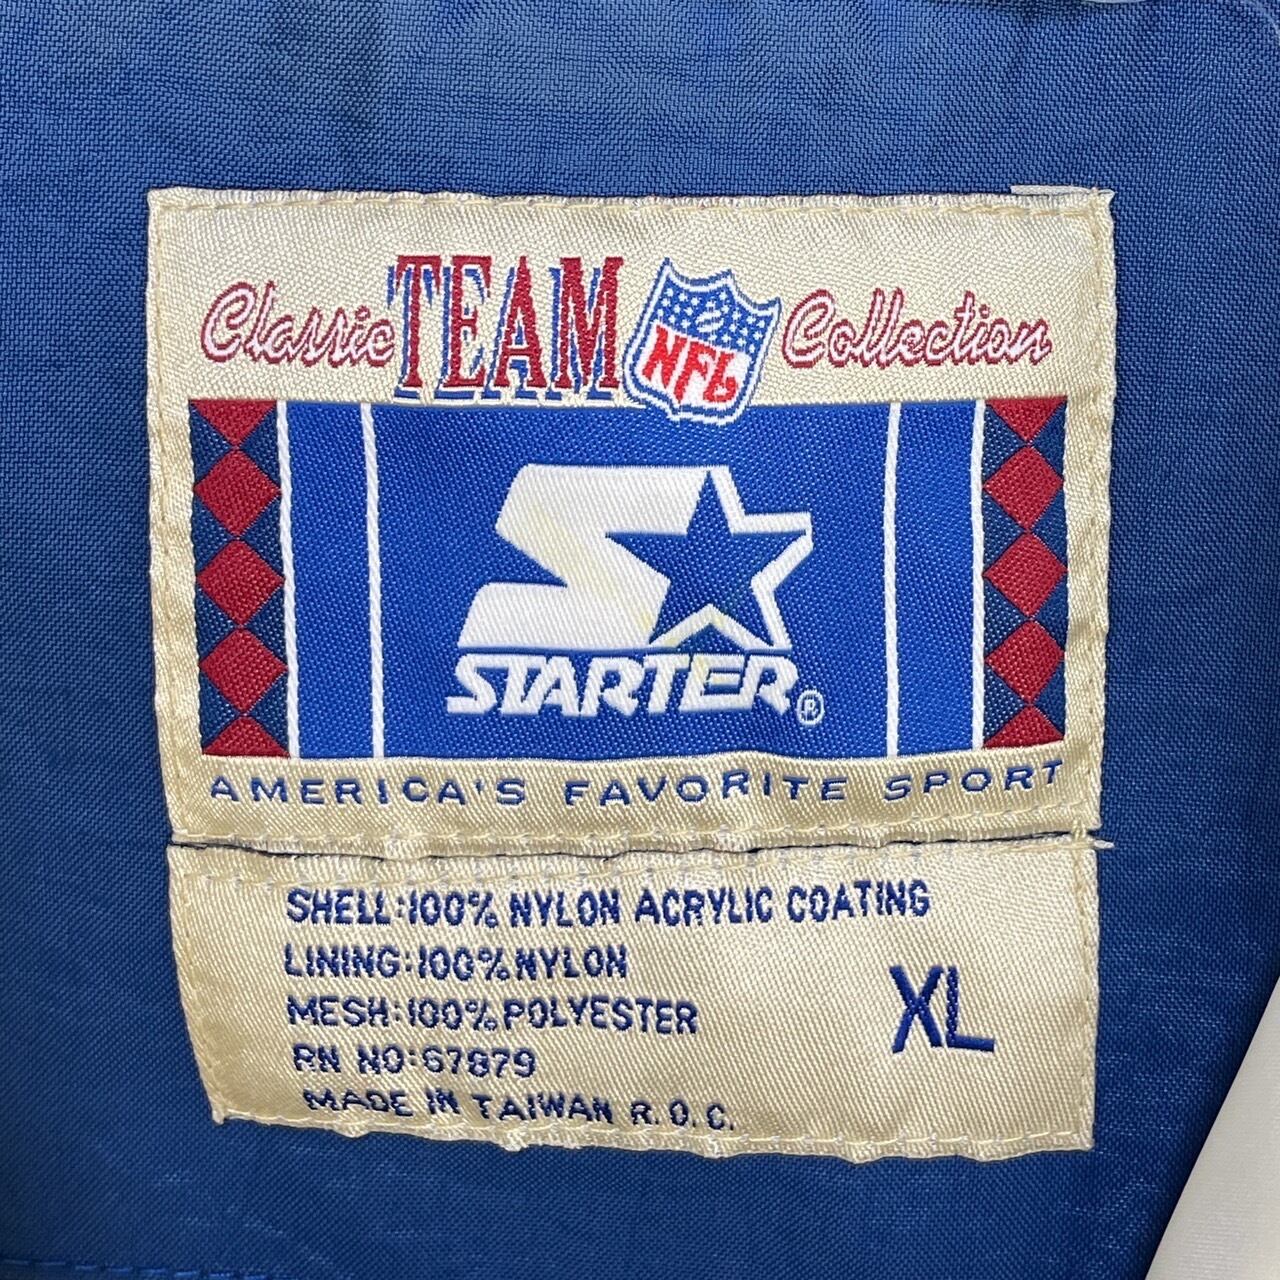 Classic TEAM NFL Collection
STARTER®
AMERICA'S FAVORITE SPORT
SHELL:100% NYLON ACRYLIC COATING
LINING:100%NYLON
MESH:100%POLYESTER
RN NO:67879
MADE IN TAIWAN R.O.C.
XL